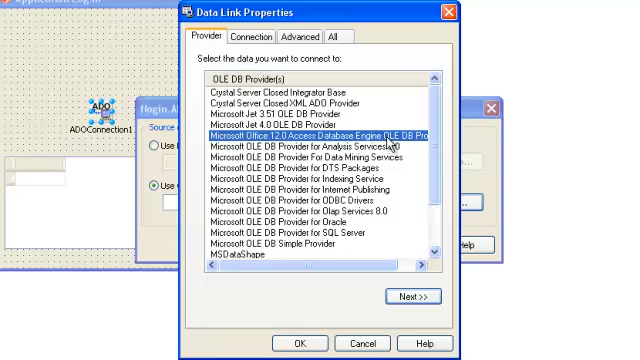 Application Log In
Data Link Properties
Provider
Connection
Advanced
All
Select the data you want to connect to:
OLE DB Provider(s)
Crystal Server Closed Integrator Base
Crystal Server Closed XML ADO Provider
Microsoft Jet 3.51 OLE DB Provider
Microsoft Jet 4.0 OLE DB Provider
Microsoft Office 12.0 Access Database Engine OLE DB Pro
Microsoft OLE DB Provider for Analysis Services
Microsoft OLE DB Provider For Data Mining Services
Microsoft OLE DB Provider for DTS Packages
Microsoft OLE DB Provider for Indexing Service
Microsoft OLE DB Provider for Internet Publishing
Microsoft OLE DB Provider for ODBC Drivers
Microsoft OLE DB Provider for Olap Services 8.0
Microsoft OLE DB Provider for Oracle
Microsoft OLE DB Provider for SQL Server
Microsoft OLE DB Simple Provider
MSDataShape
Next >>
OK
Cancel
Help
ADO
ADOConnection1
flogin.A
Source
Use
Use
...
Help